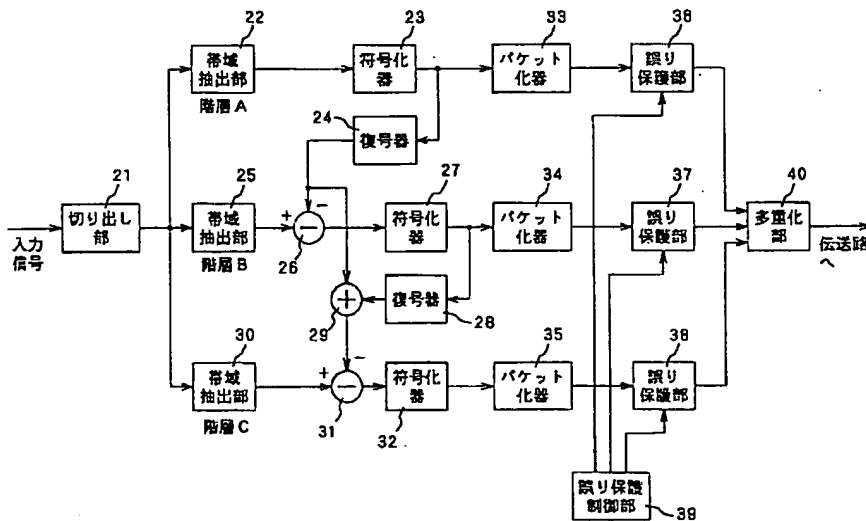 22
帯域
抽出部
階層A
23
符号化
器
33
パケット
化器
36
誤り
保護部
24
復号器
21
切り出し
部
入力
信号
25
帯域
抽出部
階層B
+
−
−
26
27
符号化
器
34
パケット
化器
37
誤り
保護部
40
多重化
部
伝送路
へ
+
29
復号器
28
30
帯域
抽出部
階層C
+
−
−
31
符号化
器
32
35
パケット
化器
38
誤り
保護部
誤り保護
制御部
39